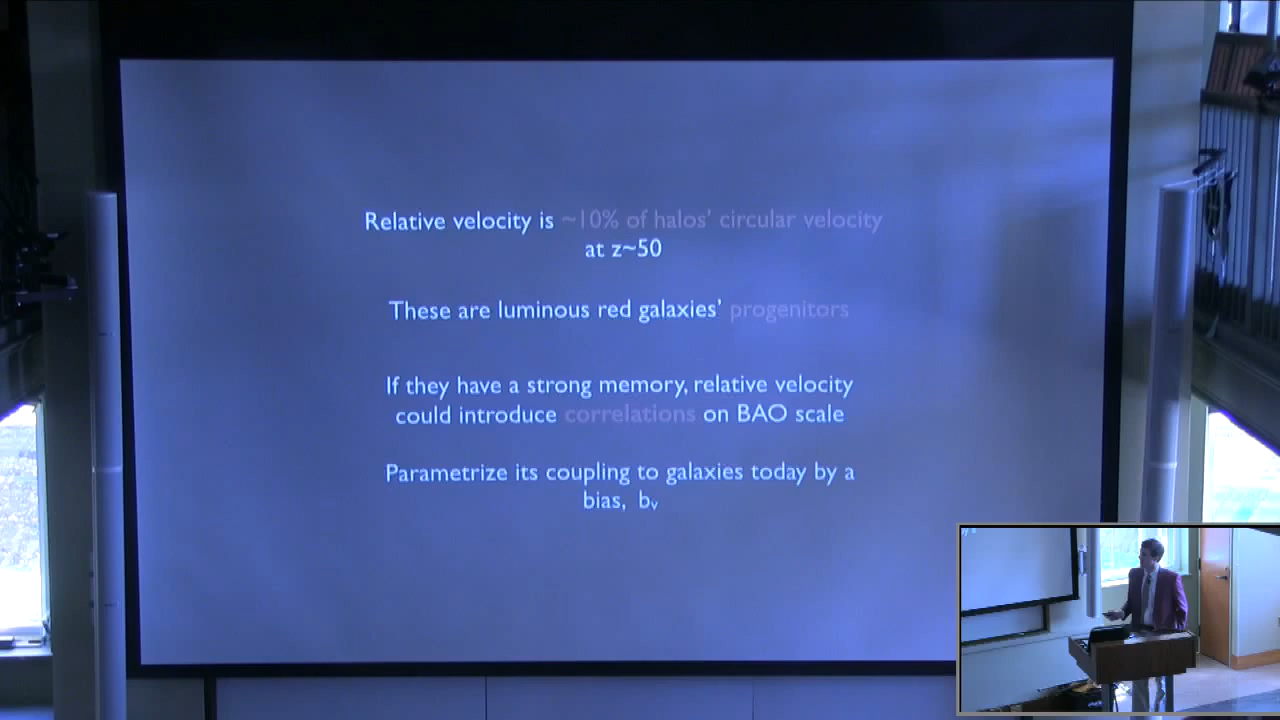 Relative velocity is ~10% of halos' circular velocity
at z~50
These are luminous red galaxies' progenitors
If they have a strong memory, relative velocity
could introduce correlations on BAO scale
Parametrize its coupling to galaxies today by a
bias, bᵥ